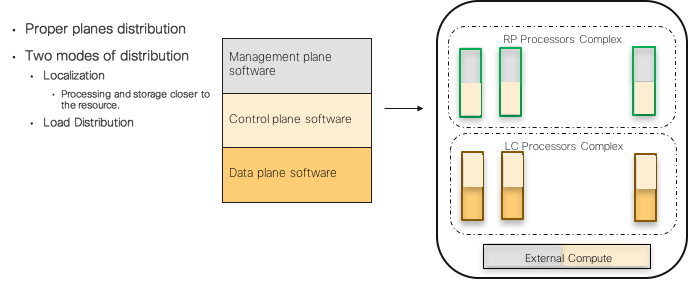 • Proper planes distribution
• Two modes of distribution
• Localization
• Processing and storage closer to
the resource.
• Load Distribution
Management plane
software
Control plane software
Data plane software
RP Processors Complex
LC Processors Complex
External Compute